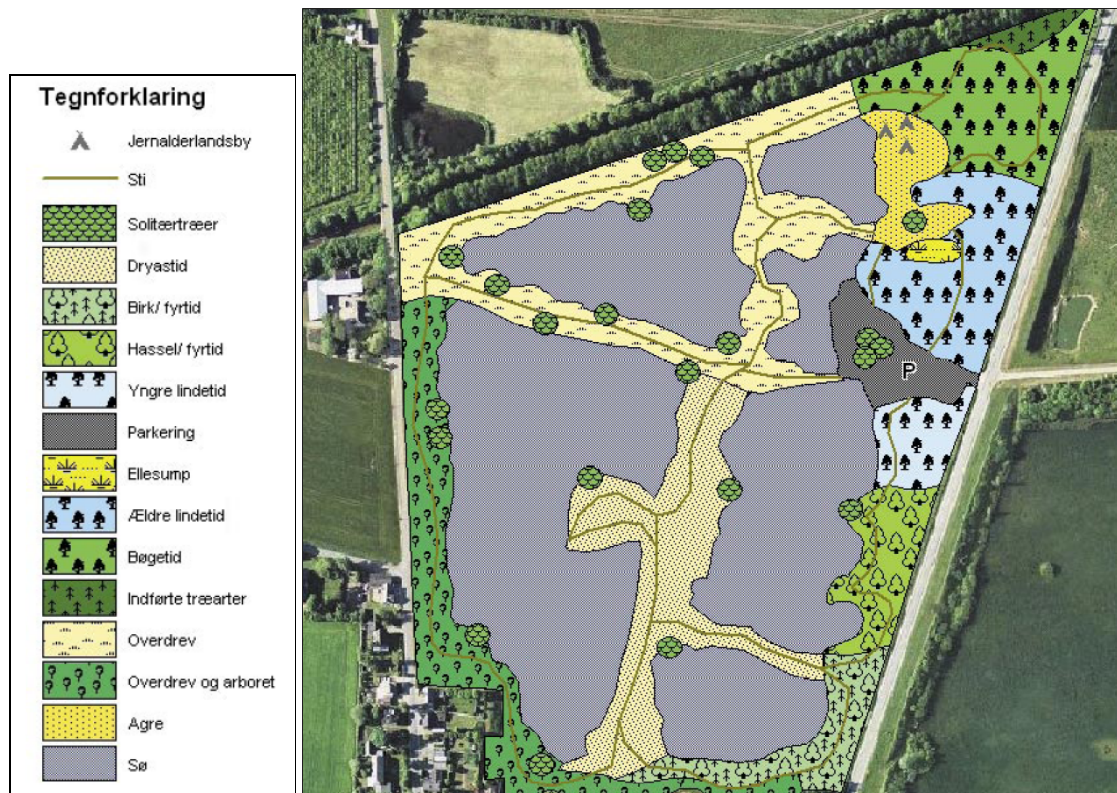 Tegnforklaring
Jernalderlandsby
Sti
Solitærtræer
Dryastid
Birk/ fyrtid
Hassel/ fyrtid
Yngre lindetid
Parkering
Ellesump
Ældre lindetid
Bøgetid
Indførte træarter
Overdrev
Overdrev og arboret
Agre
Sø
P